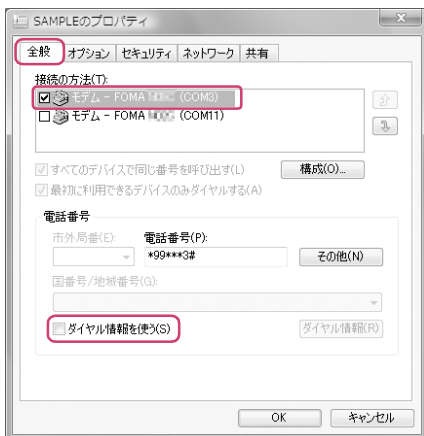 SAMPLEのプロパティ
全般 オプション セキュリティ ネットワーク 共有
接続の方法(T):
モデム - FOMA (COM3)
モデム - FOMA (COM11)
すべてのデバイスで同じ番号を呼び出す(L) 構成(O)...
最初に利用できるデバイスのみダイヤルする(A)
電話番号
市外局番(E): 電話番号(P):
*99***3# その他(N)
国番号/地域番号(G):
ダイヤル情報を使う(S) ダイヤル情報(R)
OK キャンセル